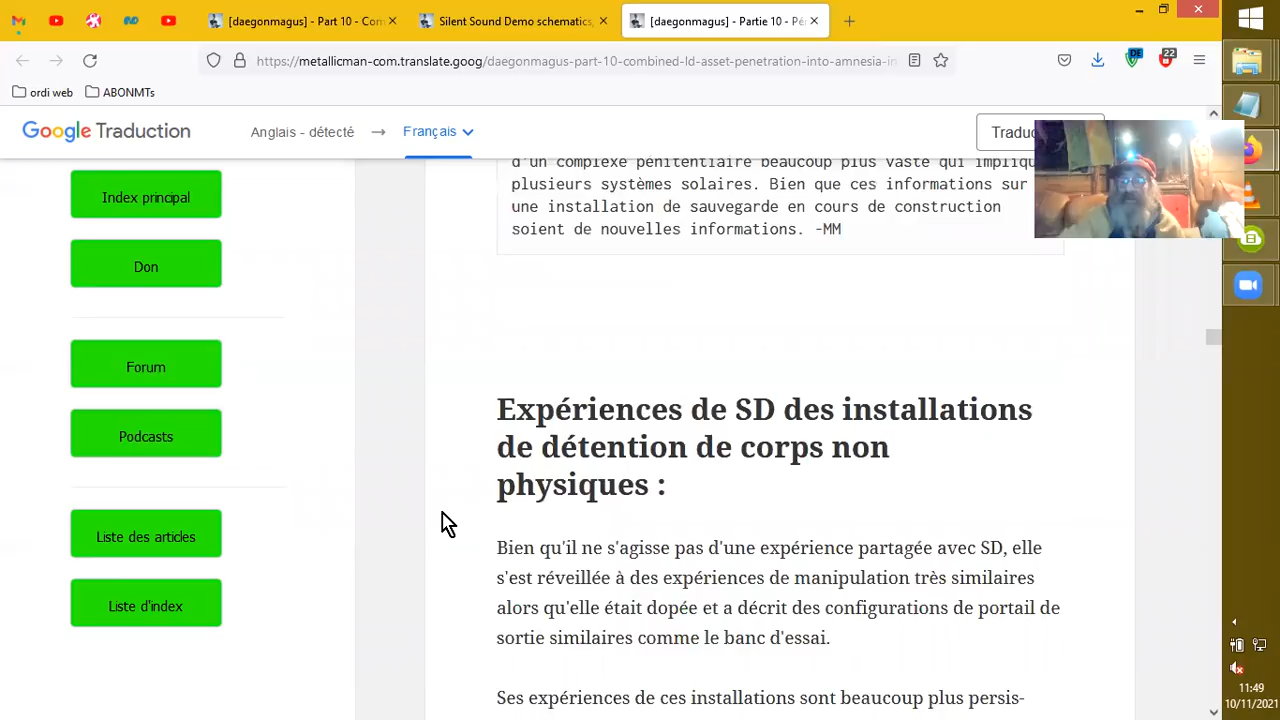 [daegonmagus] - Part 10 - Con
Silent Sound Demo schematics,
[daegonmagus] - Partie 10 - Pé
https://metallicman-com.translate.goog/daegonmagus-part-10-combined-ld-asset-penetration-into-amnesia-in
DE
22
ordi web
ABONMTs
Google Traduction
Anglais - détecté
Français
Traduc
Index principal
Don
Forum
Podcasts
Liste des articles
Liste d'index
d'un complexe pénitentiaire beaucoup plus vaste qui impliqu
plusieurs systèmes solaires. Bien que ces informations sur
une installation de sauvegarde en cours de construction
soient de nouvelles informations. -MM
Expériences de SD des installations
de détention de corps non
physiques :
Bien qu'il ne s'agisse pas d'une expérience partagée avec SD, elle
s'est réveillée à des expériences de manipulation très similaires
alors qu'elle était dopée et a décrit des configurations de portail de
sortie similaires comme le banc d'essai.
Ses expériences de ces installations sont beaucoup plus persis-
11:49
10/11/2021